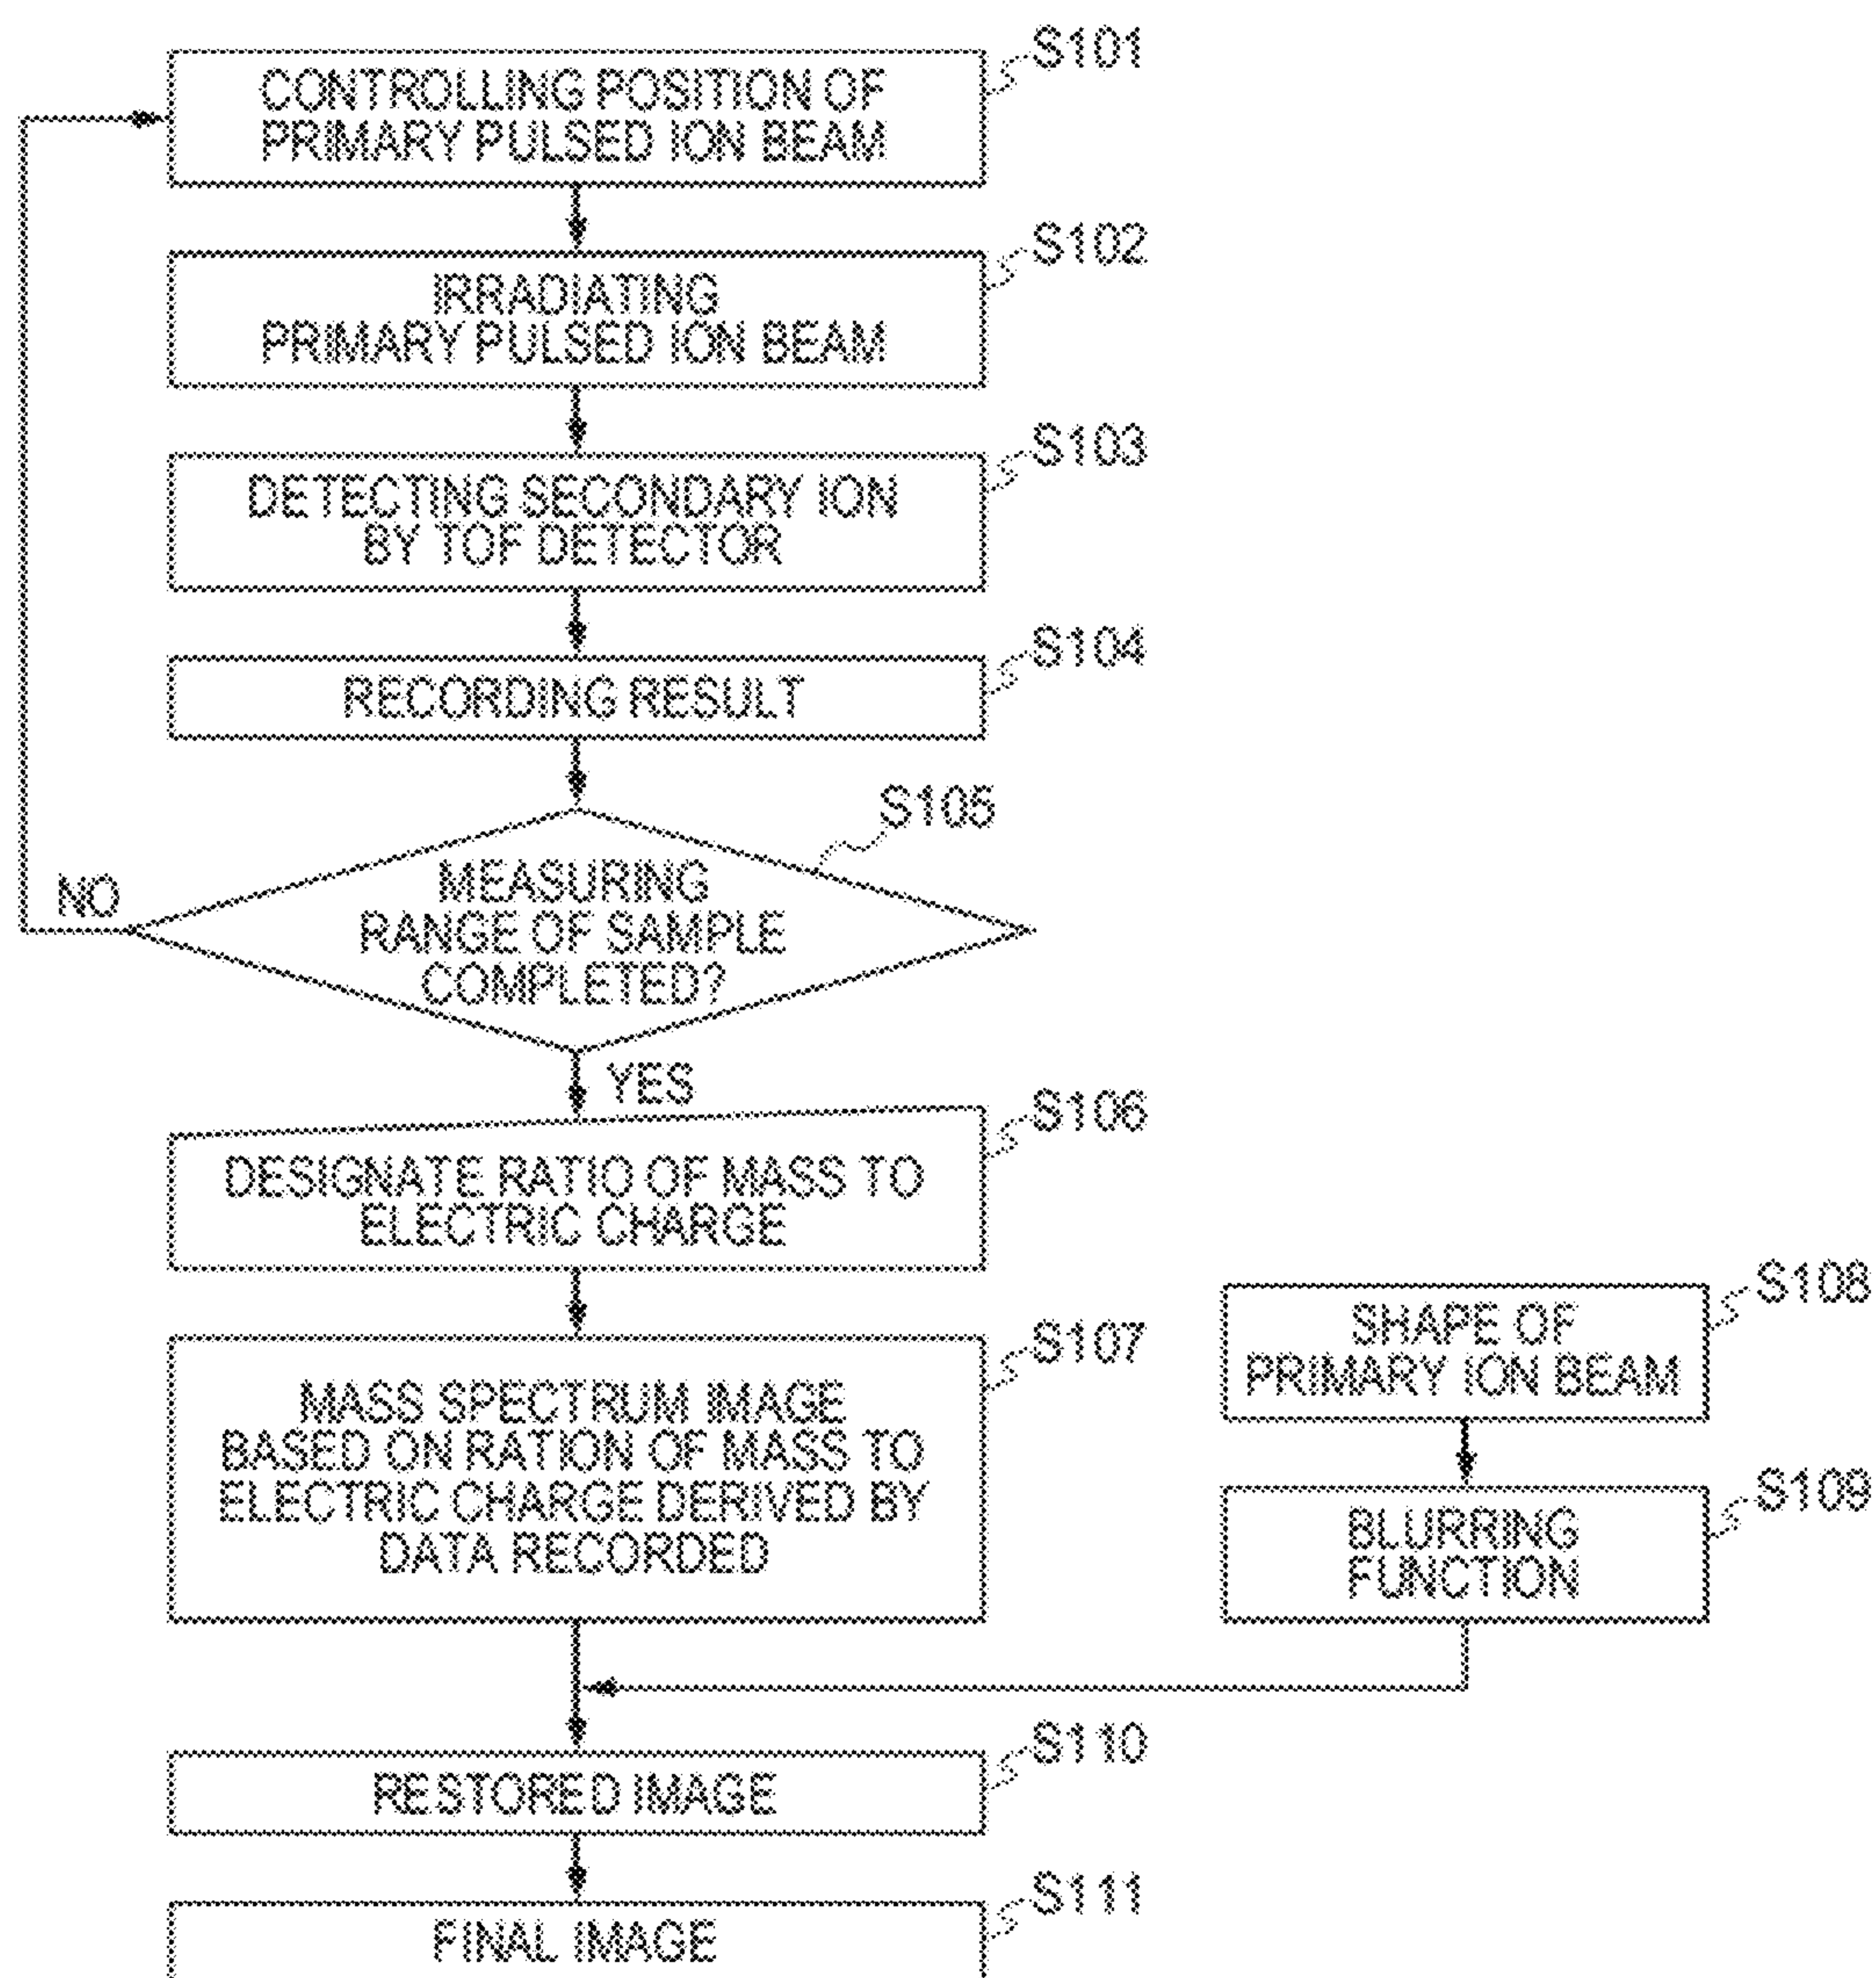 S101
CONTROLLING POSITION OF
PRIMARY PULSED ION BEAM
S102
IRRADIATING
PRIMARY PULSED ION BEAM
S103
DETECTING SECONDARY ION
BY TOF DETECTOR
S104
RECORDING RESULT
S105
MEASURING
RANGE OF SAMPLE
COMPLETED?
NO
YES
S106
DESIGNATE RATIO OF MASS TO
ELECTRIC CHARGE
S107
MASS SPECTRUM IMAGE
BASED ON RATION OF MASS TO
ELECTRIC CHARGE DERIVED BY
DATA RECORDED
S108
SHAPE OF
PRIMARY ION BEAM
S109
BLURRING
FUNCTION
S110
RESTORED IMAGE
S111
FINAL IMAGE